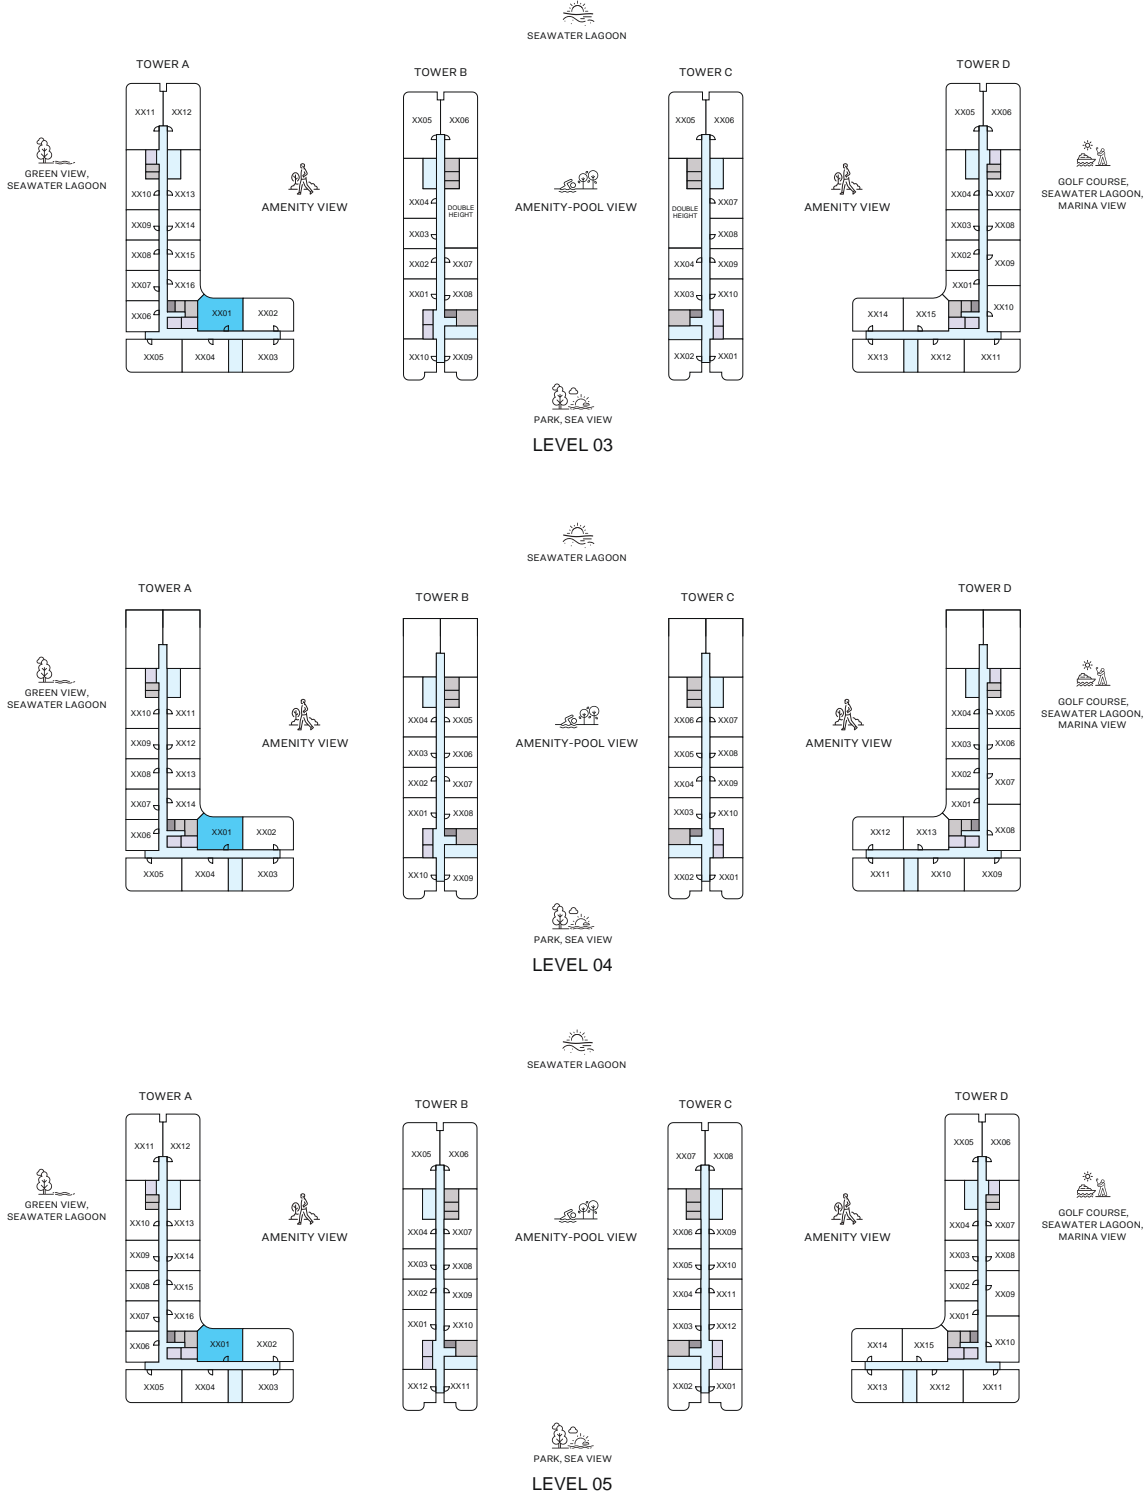 SEAWATER LAGOON
TOWER A
TOWER B
TOWER C
TOWER D
XX11 XX12
XX05 XX06
XX05 XX06
XX05 XX06
GREEN VIEW,
SEAWATER LAGOON
AMENITY VIEW
AMENITY-POOL VIEW
AMENITY VIEW
GOLF COURSE,
SEAWATER LAGOON,
MARINA VIEW
XX10 XX13
XX09 XX14
XX08 XX15
XX07 XX16
XX06
XX01 XX02
XX05 XX04 XX03
XX04
DOUBLE
HEIGHT
XX03
XX02 XX07
XX01 XX08
XX10 XX09
DOUBLE
HEIGHT
XX07
XX08
XX04 XX09
XX03 XX10
XX02 XX01
XX04 XX07
XX03 XX08
XX02
XX09
XX01
XX10
XX14 XX15
XX13 XX12 XX11
PARK, SEA VIEW
LEVEL 03
SEAWATER LAGOON
TOWER A
TOWER B
TOWER C
TOWER D
GREEN VIEW,
SEAWATER LAGOON
AMENITY VIEW
AMENITY-POOL VIEW
AMENITY VIEW
GOLF COURSE,
SEAWATER LAGOON,
MARINA VIEW
XX10 XX11
XX09 XX12
XX08 XX13
XX07 XX14
XX06
XX01 XX02
XX05 XX04 XX03
XX04 XX05
XX03 XX06
XX02 XX07
XX01 XX08
XX10 XX09
XX06 XX07
XX05 XX08
XX04 XX09
XX03 XX10
XX02 XX01
XX04 XX05
XX03 XX06
XX02
XX07
XX01
XX08
XX12 XX13
XX11 XX10 XX09
PARK, SEA VIEW
LEVEL 04
SEAWATER LAGOON
TOWER A
TOWER B
TOWER C
TOWER D
XX11 XX12
XX05 XX06
XX07 XX08
XX05 XX06
GREEN VIEW,
SEAWATER LAGOON
AMENITY VIEW
AMENITY-POOL VIEW
AMENITY VIEW
GOLF COURSE,
SEAWATER LAGOON,
MARINA VIEW
XX10 XX13
XX09 XX14
XX08 XX15
XX07 XX16
XX06
XX01 XX02
XX05 XX04 XX03
XX04 XX07
XX03 XX08
XX02 XX09
XX01 XX10
XX12 XX11
XX06 XX09
XX05 XX10
XX04 XX11
XX03 XX12
XX02 XX01
XX04 XX07
XX03 XX08
XX02
XX09
XX01
XX10
XX14 XX15
XX13 XX12 XX11
PARK, SEA VIEW
LEVEL 05